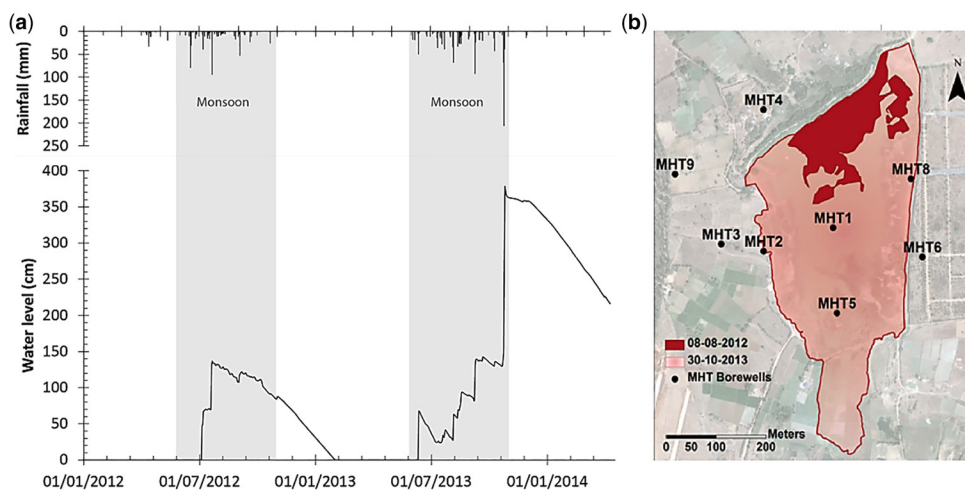 (a)
0
50
100
150
200
250
Rainfall (mm)
Monsoon
Monsoon
400
350
300
250
200
150
100
50
0
Water level (cm)
01/01/2012
01/07/2012
01/01/2013
01/07/2013
01/01/2014
(b)
N
MHT4
MHT9
MHT8
MHT1
MHT3
MHT2
MHT6
MHT5
08-08-2012
30-10-2013
MHT Borewells
Meters
0 50 100 200